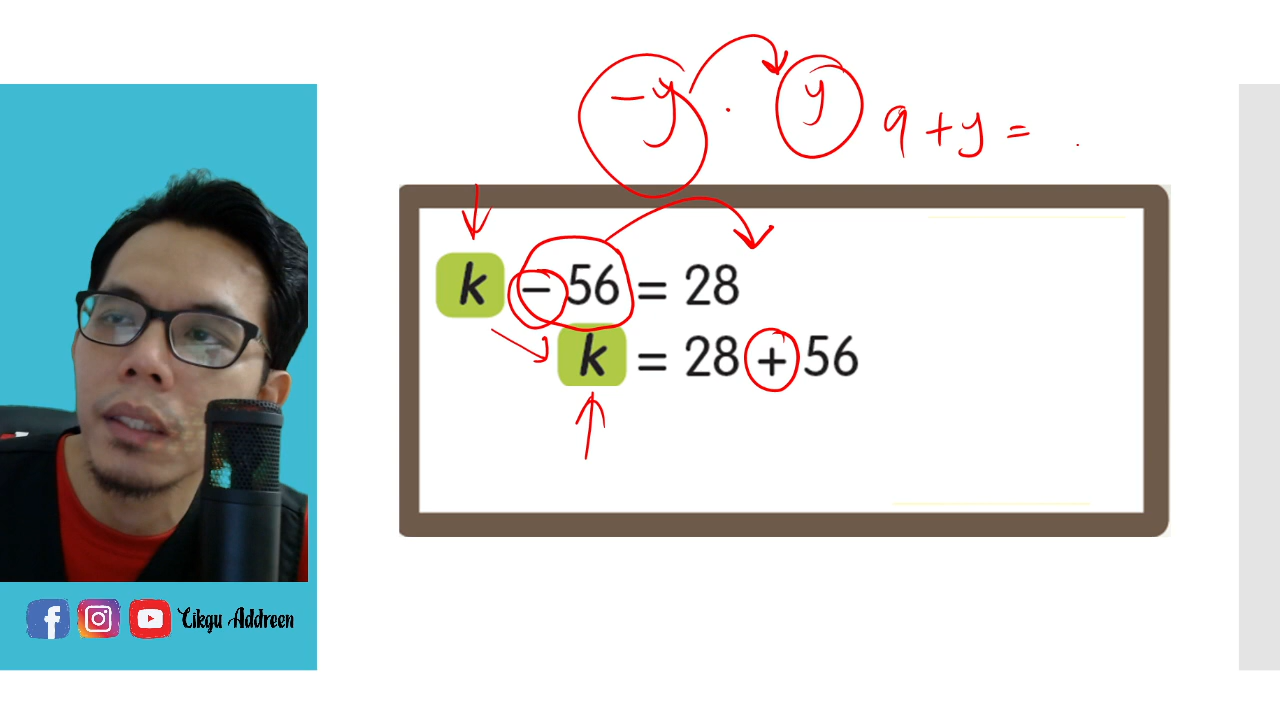 -y . y 9 + y =
k - 56 = 28
k = 28 + 56
Cikgu Addreen